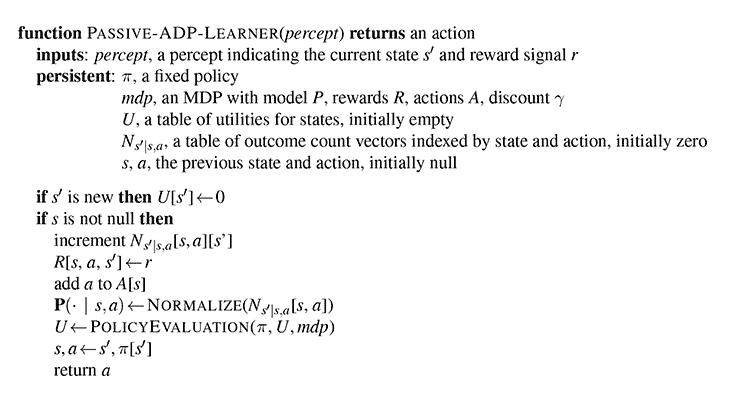 function PASSIVE-ADP-LEARNER(percept) returns an action
inputs: percept, a percept indicating the current state s′ and reward signal r
persistent: π, a fixed policy
mdp, an MDP with model P, rewards R, actions A, discount γ
U, a table of utilities for states, initially empty
N_{s′|s,a}, a table of outcome count vectors indexed by state and action, initially zero
s, a, the previous state and action, initially null
if s′ is new then U[s′]←0
if s is not null then
increment N_{s′|s,a}[s,a][s’]
R[s, a, s′]←r
add a to A[s]
P(· | s,a)←NORMALIZE(N_{s′|s,a}[s, a])
U←POLICYEVALUATION(π, U, mdp)
s,a←s′, π[s′]
return a